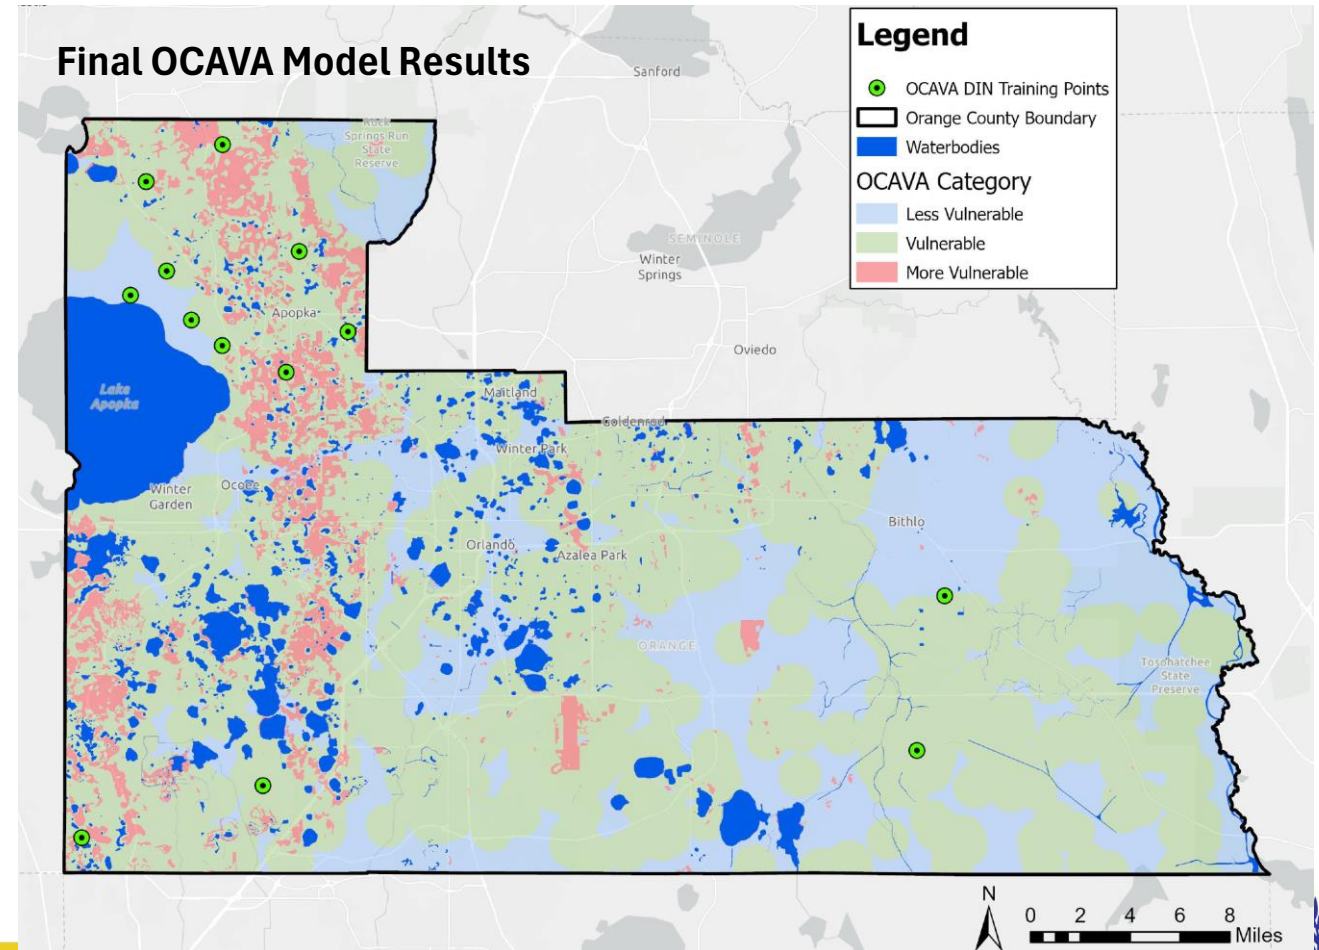 Final OCAVA Model Results
Legend
OCAVA DIN Training Points
Orange County Boundary
Waterbodies
OCAVA Category
Less Vulnerable
Vulnerable
More Vulnerable
Sanford
Rock
Springs Run
State
Reserve
SEMINOLE
Winter
Springs
Apopka
Oviedo
Lake
Apopka
Maitland
Goldenrod
Winter Park
Winter
Garden
Ocoee
Bithlo
Orlando
Azalea Park
ORANGE
Tosohatchee
State
Preserve
N
0 2 4 6 8
Miles